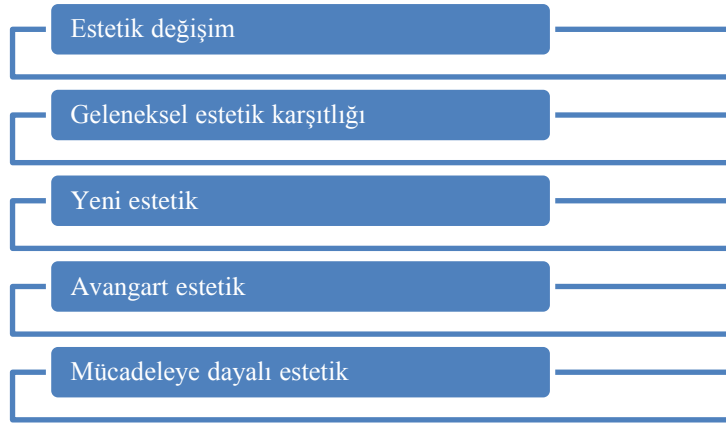 Estetik değişim
Geleneksel estetik karşıtlığı
Yeni estetik
Avangart estetik
Mücadeleye dayalı estetik